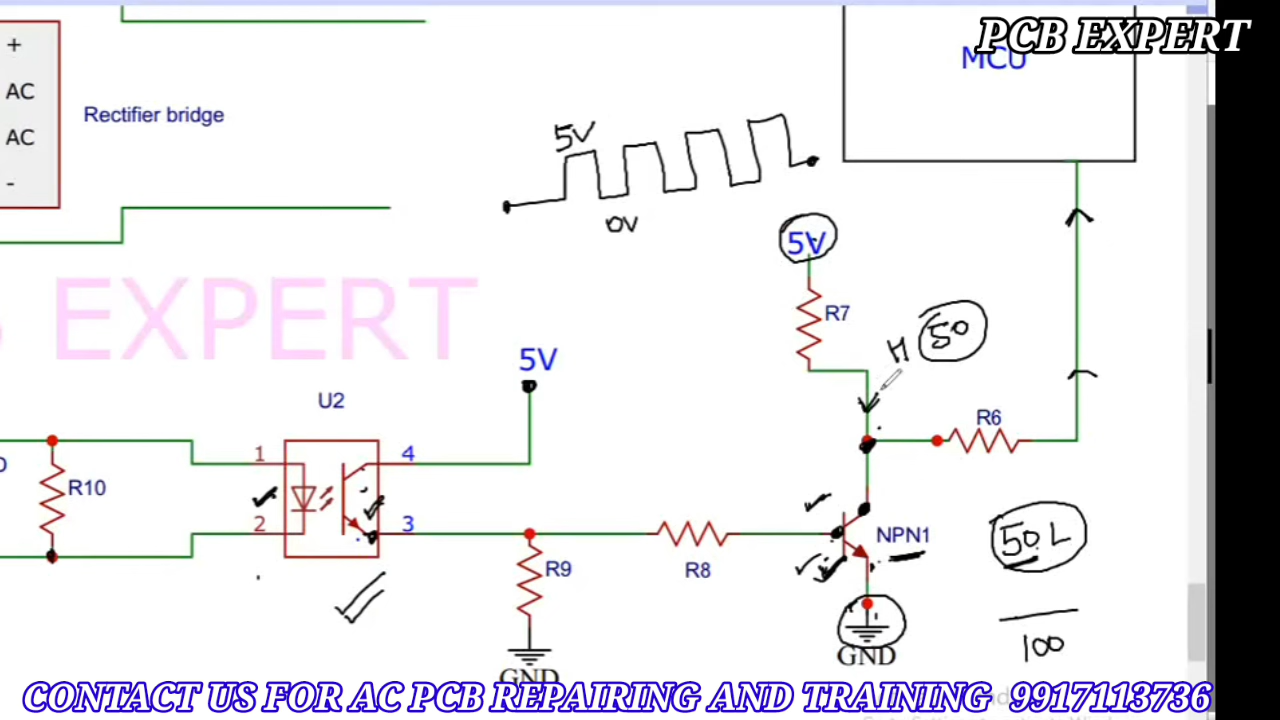 PCB EXPERT
MCU
+
AC
AC
-
Rectifier bridge
5V
0V
5V
R7
H 50
EXPERT
5V
U2
R6
1
4
R10
2
3
NPN1
50 L
R9
R8
100
GND
GND
CONTACT US FOR AC PCB REPAIRING AND TRAINING 9917113736